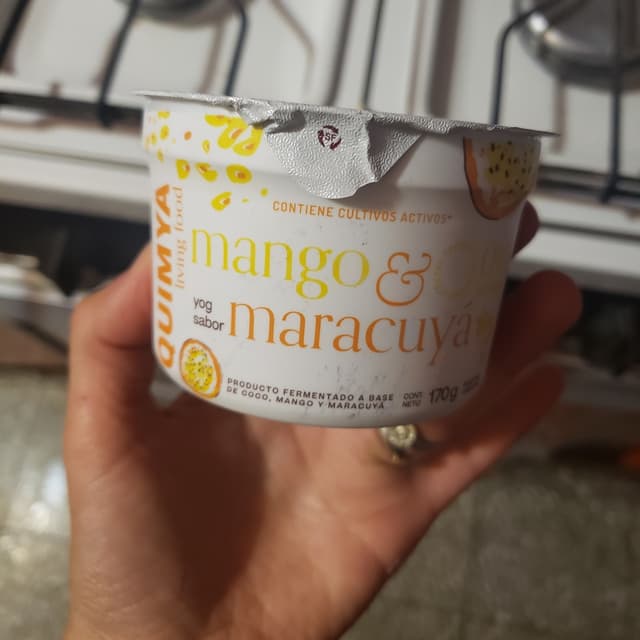 SF
CONTIENE CULTIVOS ACTIVOS*
QUIMYA
living food
mango &
yog
sabor
maracuyá
PRODUCTO FERMENTADO A BASE
DE COCO, MANGO Y MARACUYÁ
CONT.
NETO
170g